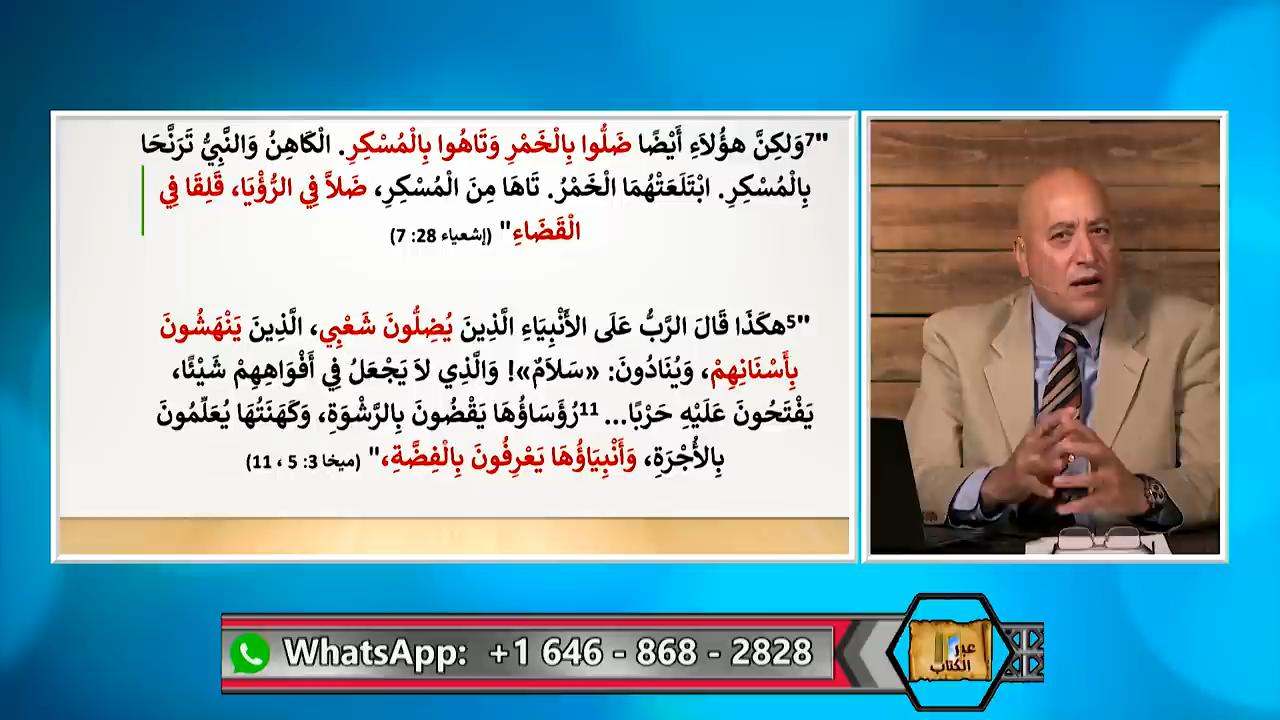 "⁷وَلكِنَّ هؤُلاَءِ أَيْضًا ضَلُّوا بِالْخَمْرِ وَتَاهُوا بِالْمُسْكِرِ. الْكَاهِنُ وَالنَّبِيُّ تَرَنَّحَا
بِالْمُسْكِرِ. ابْتَلَعَتْهُمَا الْخَمْرُ. تَاهَا مِنَ الْمُسْكِرِ، ضَلاَّ فِي الرُّؤْيَا، قَلِقَا فِي
الْقَضَاءِ" (إشعياء 28: 7)
"⁵هكَذَا قَالَ الرَّبُّ عَلَى الأَنْبِيَاءِ الَّذِينَ يُضِلُّونَ شَعْبِي، الَّذِينَ يَنْهَشُونَ
بِأَسْنَانِهِمْ، وَيُنَادُونَ: «سَلاَمٌ»! وَالَّذِي لاَ يَجْعَلُ فِي أَفْوَاهِهِمْ شَيْئًا،
يَفْتَحُونَ عَلَيْهِ حَرْبًا... ¹¹رُؤَسَاؤُهَا يَقْضُونَ بِالرَّشْوَةِ، وَكَهَنَتُهَا يُعَلِّمُونَ
بِالأُجْرَةِ، وَأَنْبِيَاؤُهَا يَعْرِفُونَ بِالْفِضَّةِ،" (ميخا 3: 5 ، 11)
WhatsApp: +1 646 - 868 - 2828
عبر
الكتاب